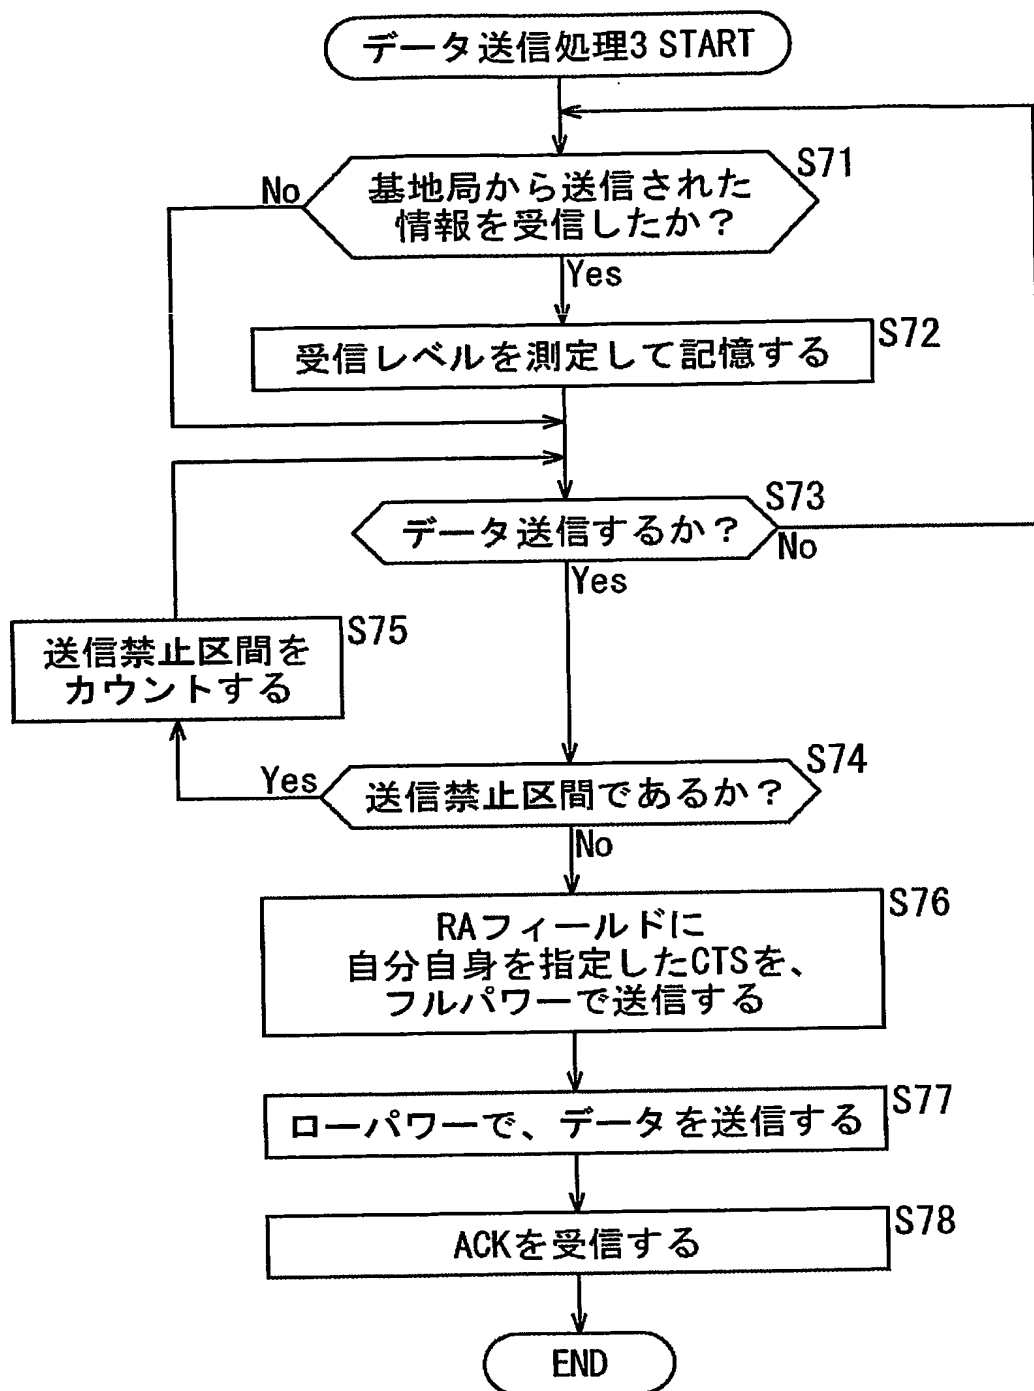 データ送信処理3 START
S71
No
基地局から送信された
情報を受信したか？
Yes
S72
受信レベルを測定して記憶する
S73
データ送信するか？
No
Yes
S75
送信禁止区間を
カウントする
S74
Yes
送信禁止区間であるか？
No
S76
RAフィールドに
自分自身を指定したCTSを、
フルパワーで送信する
S77
ローパワーで、データを送信する
S78
ACKを受信する
END